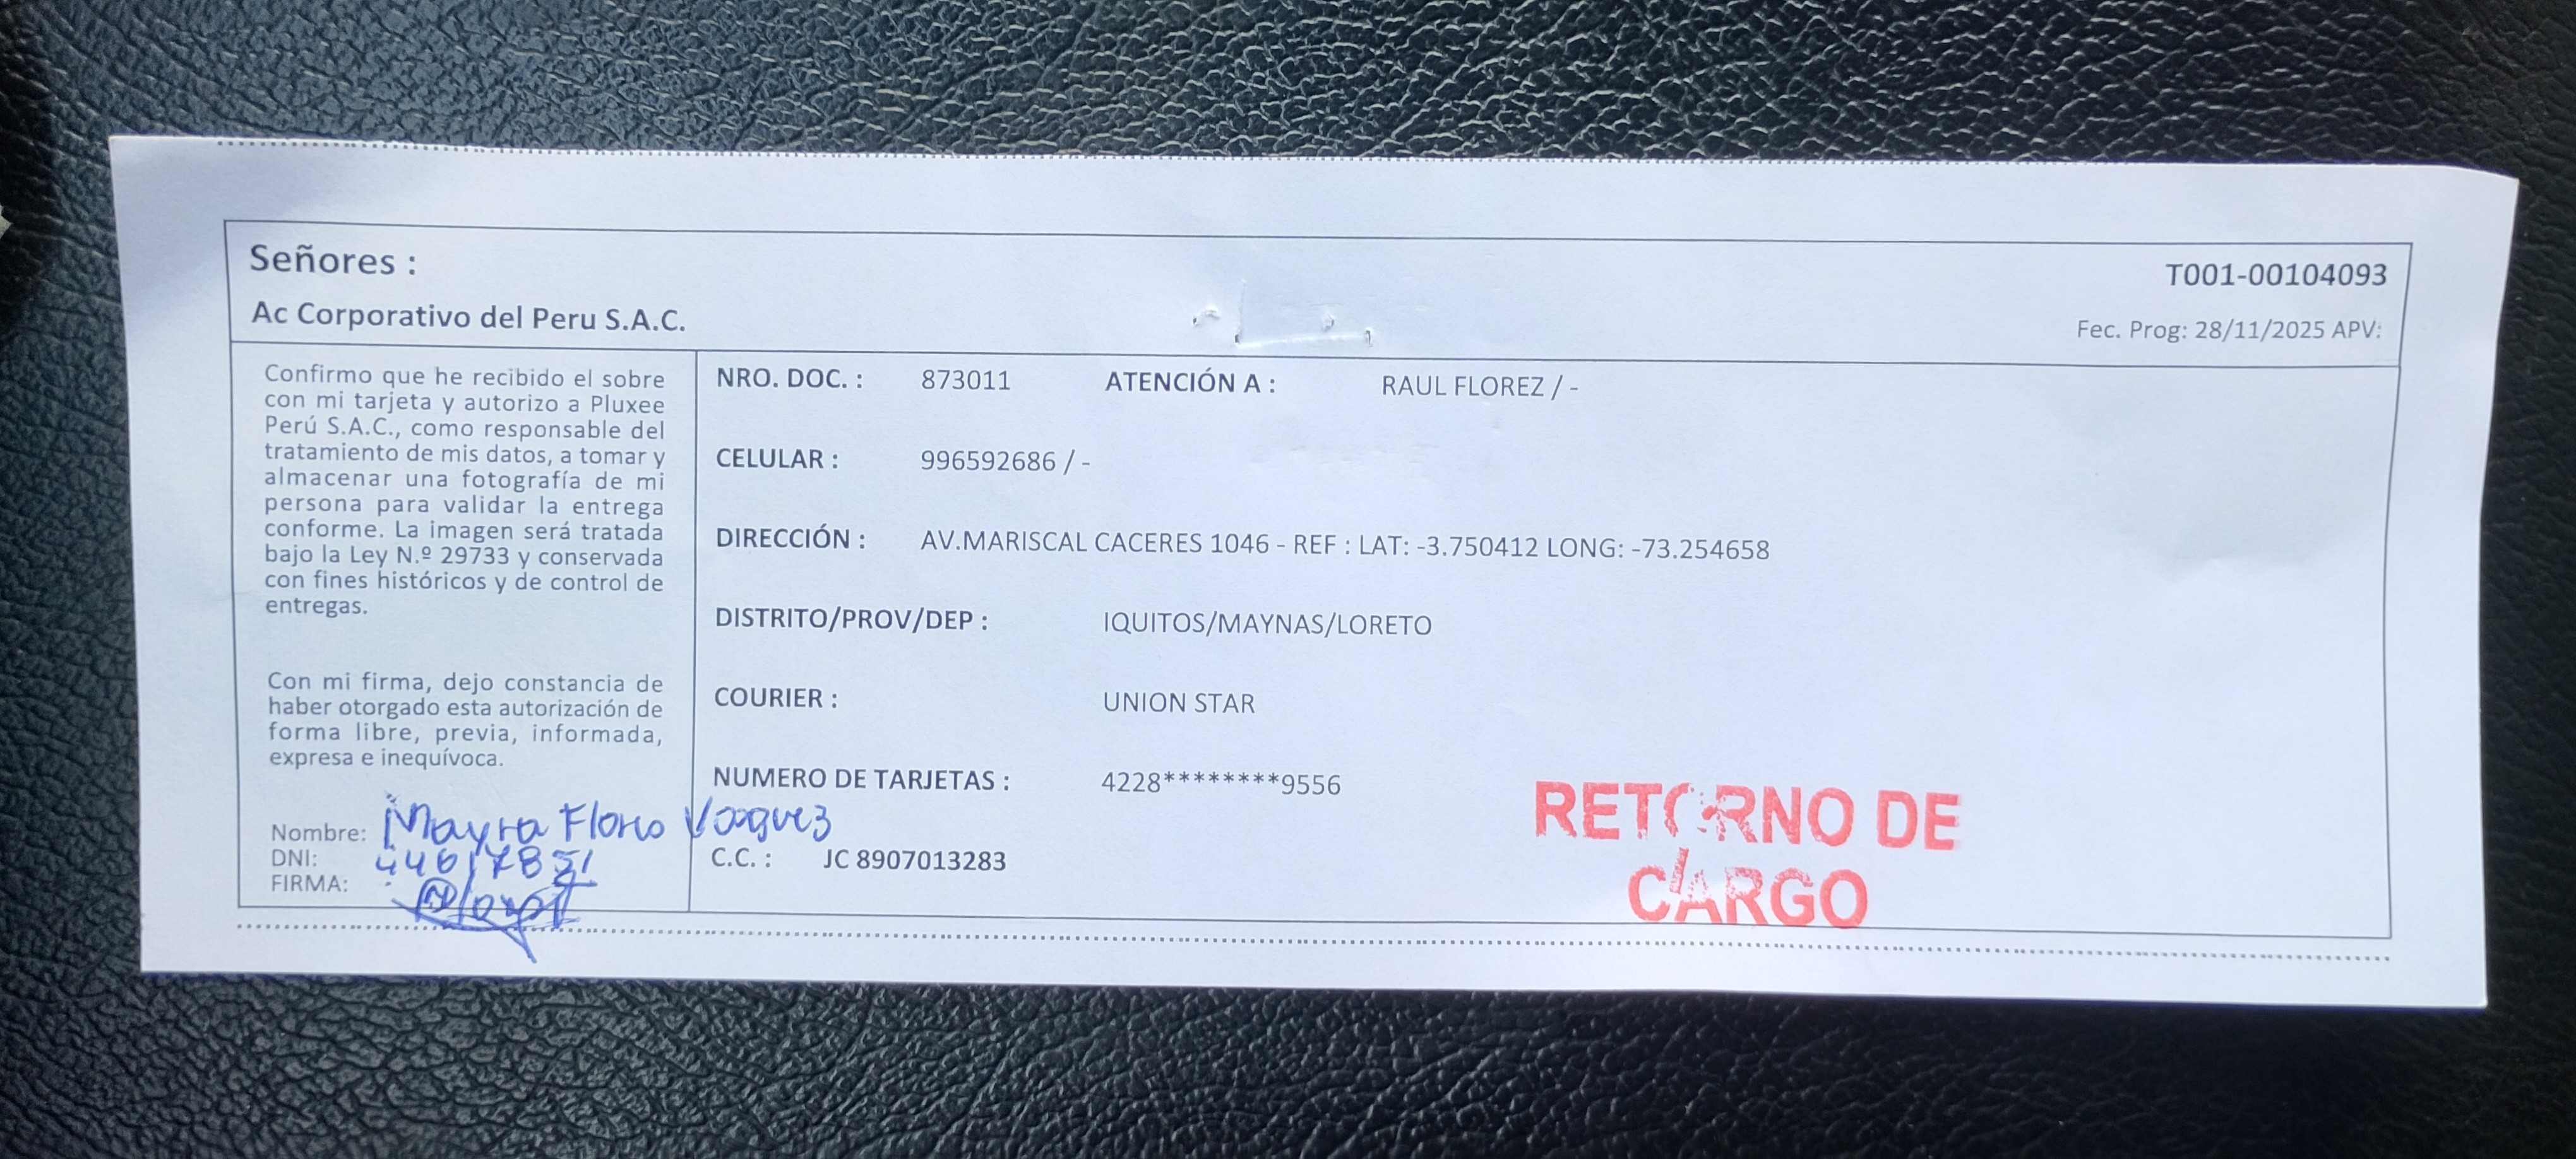 Señores :
Ac Corporativo del Peru S.A.C.
T001-00104093
Fec. Prog: 28/11/2025 APV:
Confirmo que he recibido el sobre
con mi tarjeta y autorizo a Pluxee
Perú S.A.C., como responsable del
tratamiento de mis datos, a tomar y
almacenar una fotografía de mi
persona para validar la entrega
conforme. La imagen será tratada
bajo la Ley N.º 29733 y conservada
con fines históricos y de control de
entregas.
Con mi firma, dejo constancia de
haber otorgado esta autorización de
forma libre, previa, informada,
expresa e inequívoca.
Nombre: Mayra
DNI:
FIRMA:
NRO. DOC. : 873011 ATENCIÓN A : RAUL FLOREZ / -
CELULAR : 996592686 / -
DIRECCIÓN : AV.MARISCAL CACERES 1046 - REF : LAT: -3.750412 LONG: -73.254658
DISTRITO/PROV/DEP : IQUITOS/MAYNAS/LORETO
COURIER : UNION STAR
NUMERO DE TARJETAS : 4228********9556
C.C. : JC 8907013283
RETORNO DE
CARGO